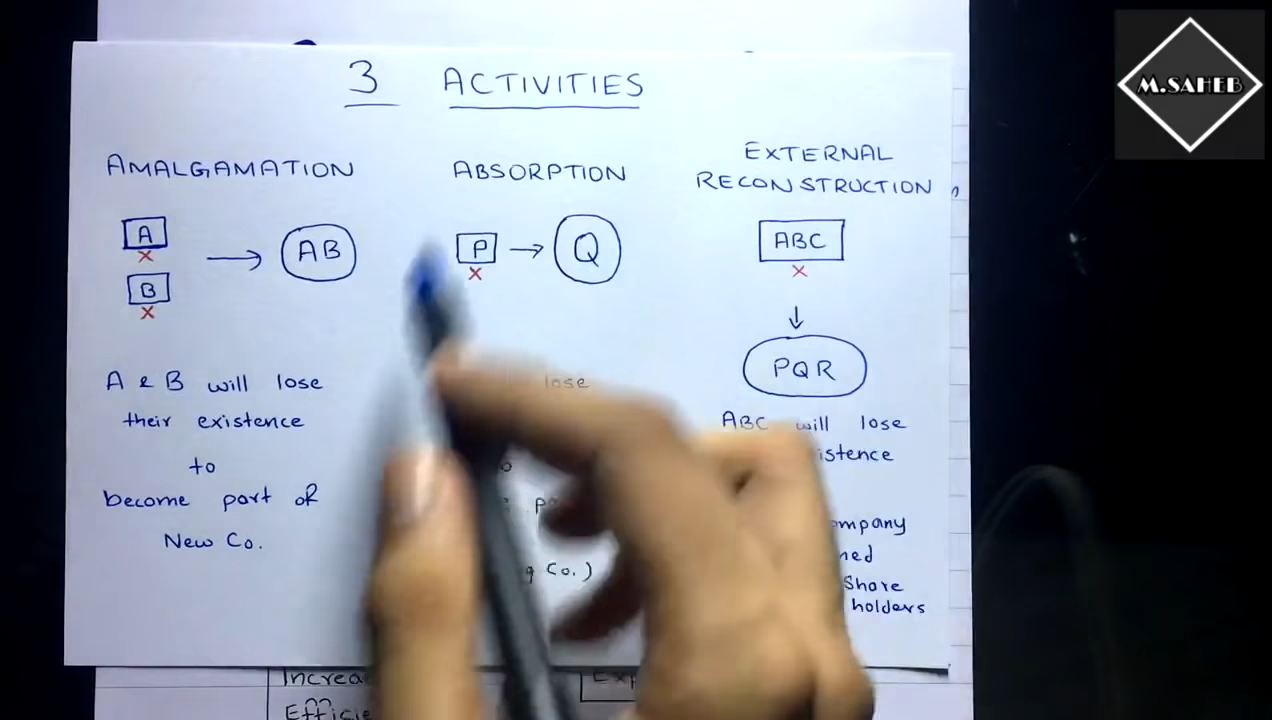 3 ACTIVITIES
AMALGAMATION
A
B
AB
A & B will lose
their existence
to
become part of
New Co.
ABSORPTION
P
Q
lose
Co.)
EXTERNAL
RECONSTRUCTION
ABC
PQR
ABC will lose
Share
holders
M.SAHEB